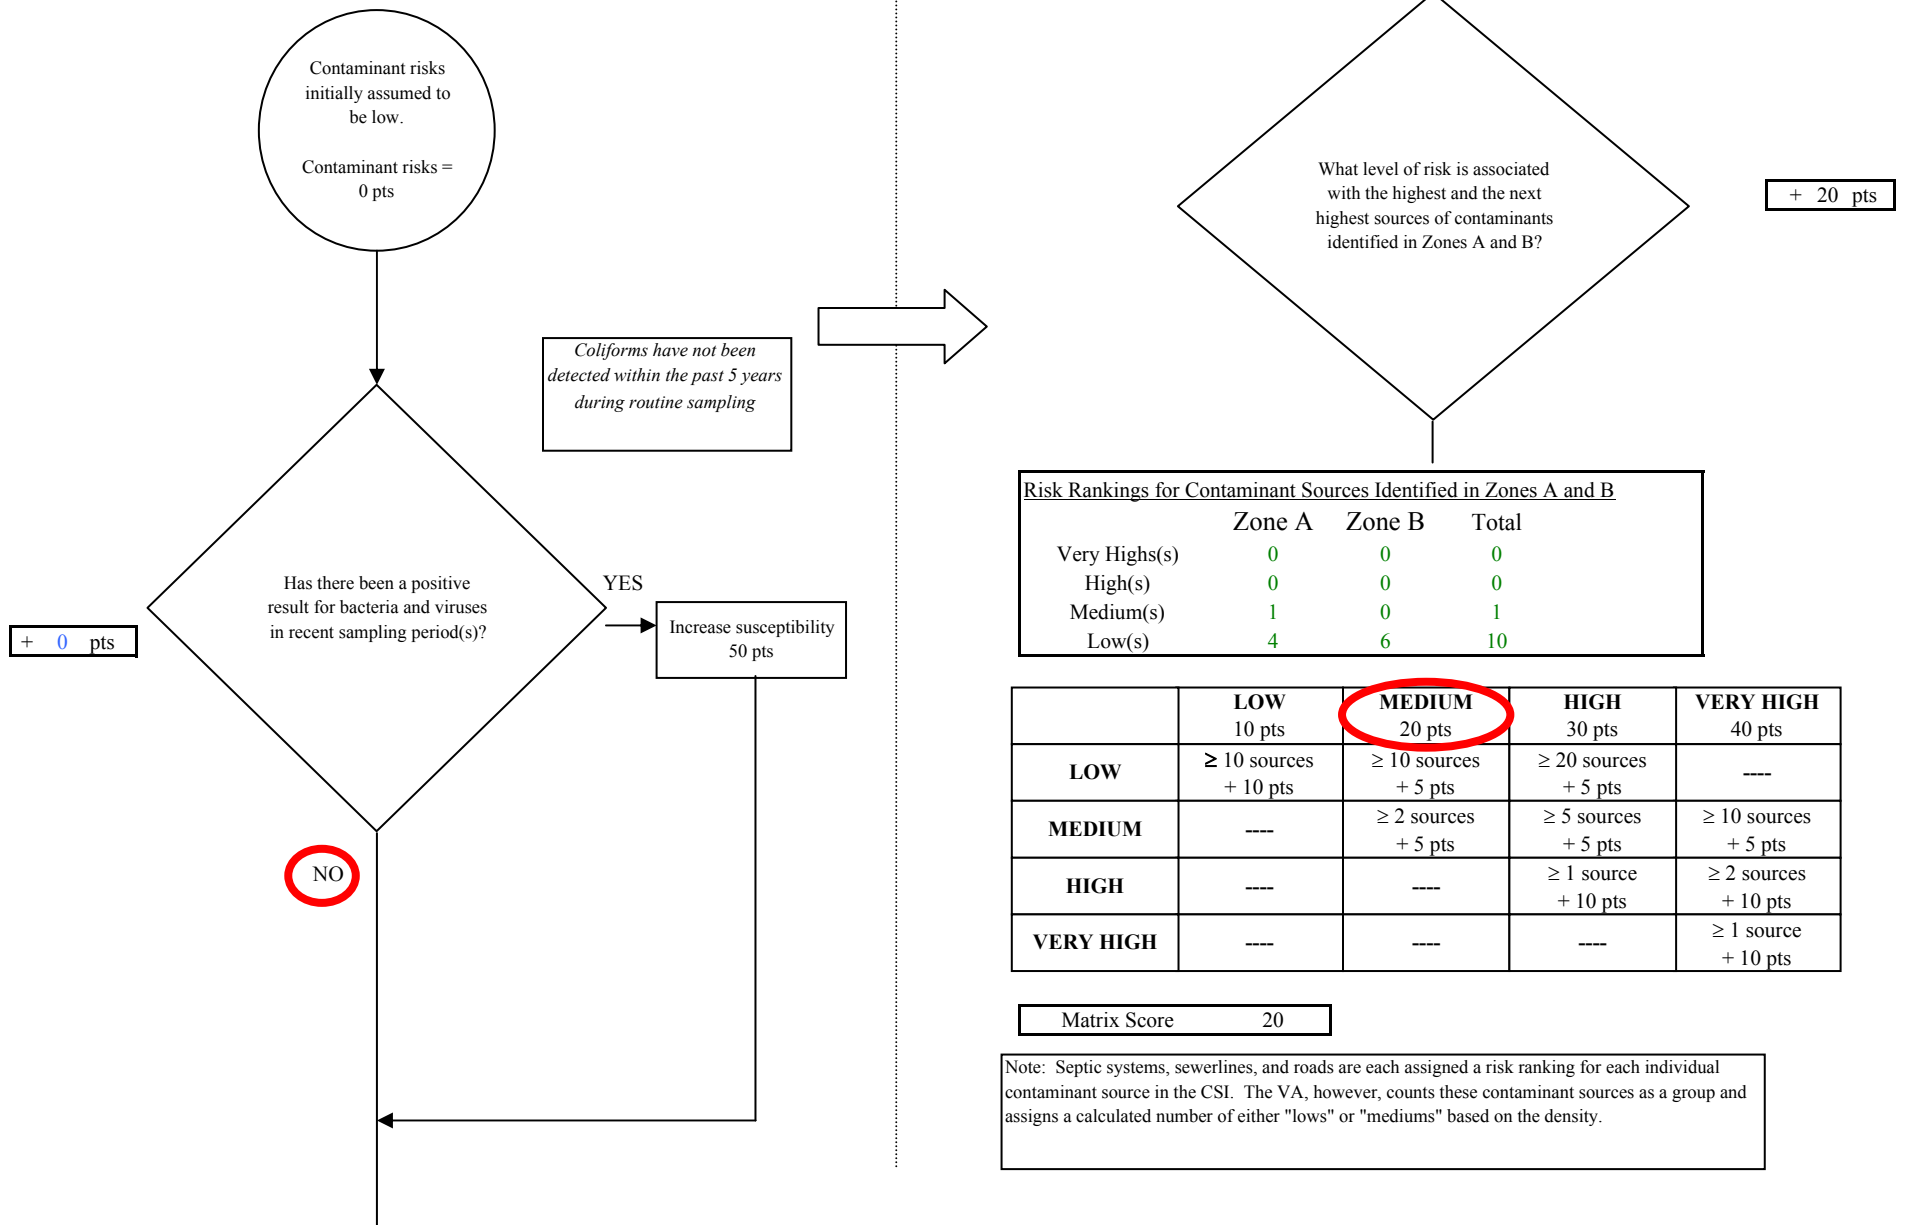 Contaminant risks
initially assumed to
be low.
Contaminant risks =
0 pts
Coliforms have not been
detected within the past 5 years
during routine sampling
Has there been a positive
result for bacteria and viruses
in recent sampling period(s)?
YES
Increase susceptibility
50 pts
+ 0 pts
NO
What level of risk is associated
with the highest and the next
highest sources of contaminants
identified in Zones A and B?
+ 20 pts
Risk Rankings for Contaminant Sources Identified in Zones A and B
Zone A Zone B Total
Very Highs(s) 0 0 0
High(s) 0 0 0
Medium(s) 1 0 1
Low(s) 4 6 10
LOW MEDIUM HIGH VERY HIGH
10 pts 20 pts 30 pts 40 pts
LOW ≥ 10 sources ≥ 10 sources ≥ 20 sources ----
+ 10 pts + 5 pts + 5 pts
MEDIUM ---- ≥ 2 sources ≥ 5 sources ≥ 10 sources
+ 5 pts + 5 pts + 5 pts
HIGH ---- ---- ≥ 1 source ≥ 2 sources
+ 10 pts + 10 pts
VERY HIGH ---- ---- ---- ≥ 1 source
+ 10 pts
Matrix Score 20
Note: Septic systems, sewerlines, and roads are each assigned a risk ranking for each individual
contaminant source in the CSI. The VA, however, counts these contaminant sources as a group and
assigns a calculated number of either "lows" or "mediums" based on the density.